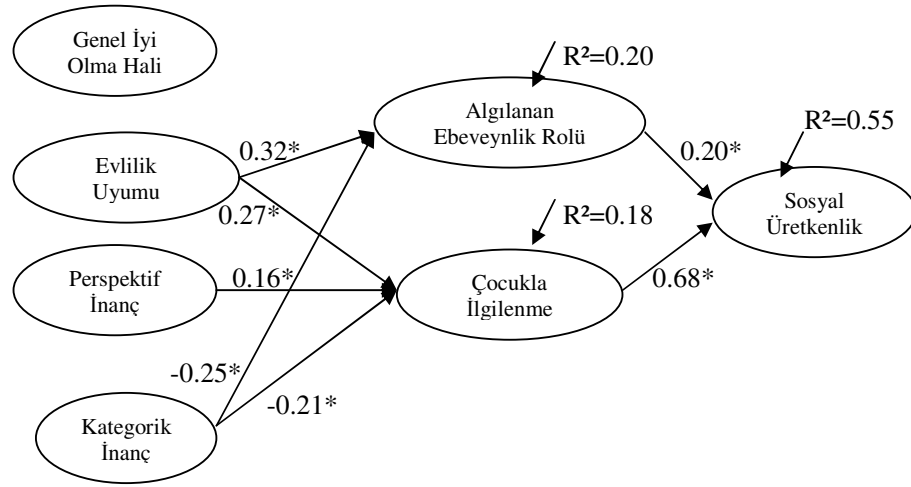 Genel İyi
Olma Hali
R²=0.20
Algılanan
Ebeveynlik Rolü
R²=0.55
0.32*
0.20*
Evlilik
Uyumu
Sosyal
Üretkenlik
0.27*
R²=0.18
Perspektif
İnanç
0.16*
Çocukla
İlgilenme
0.68*
-0.25*
-0.21*
Kategorik
İnanç